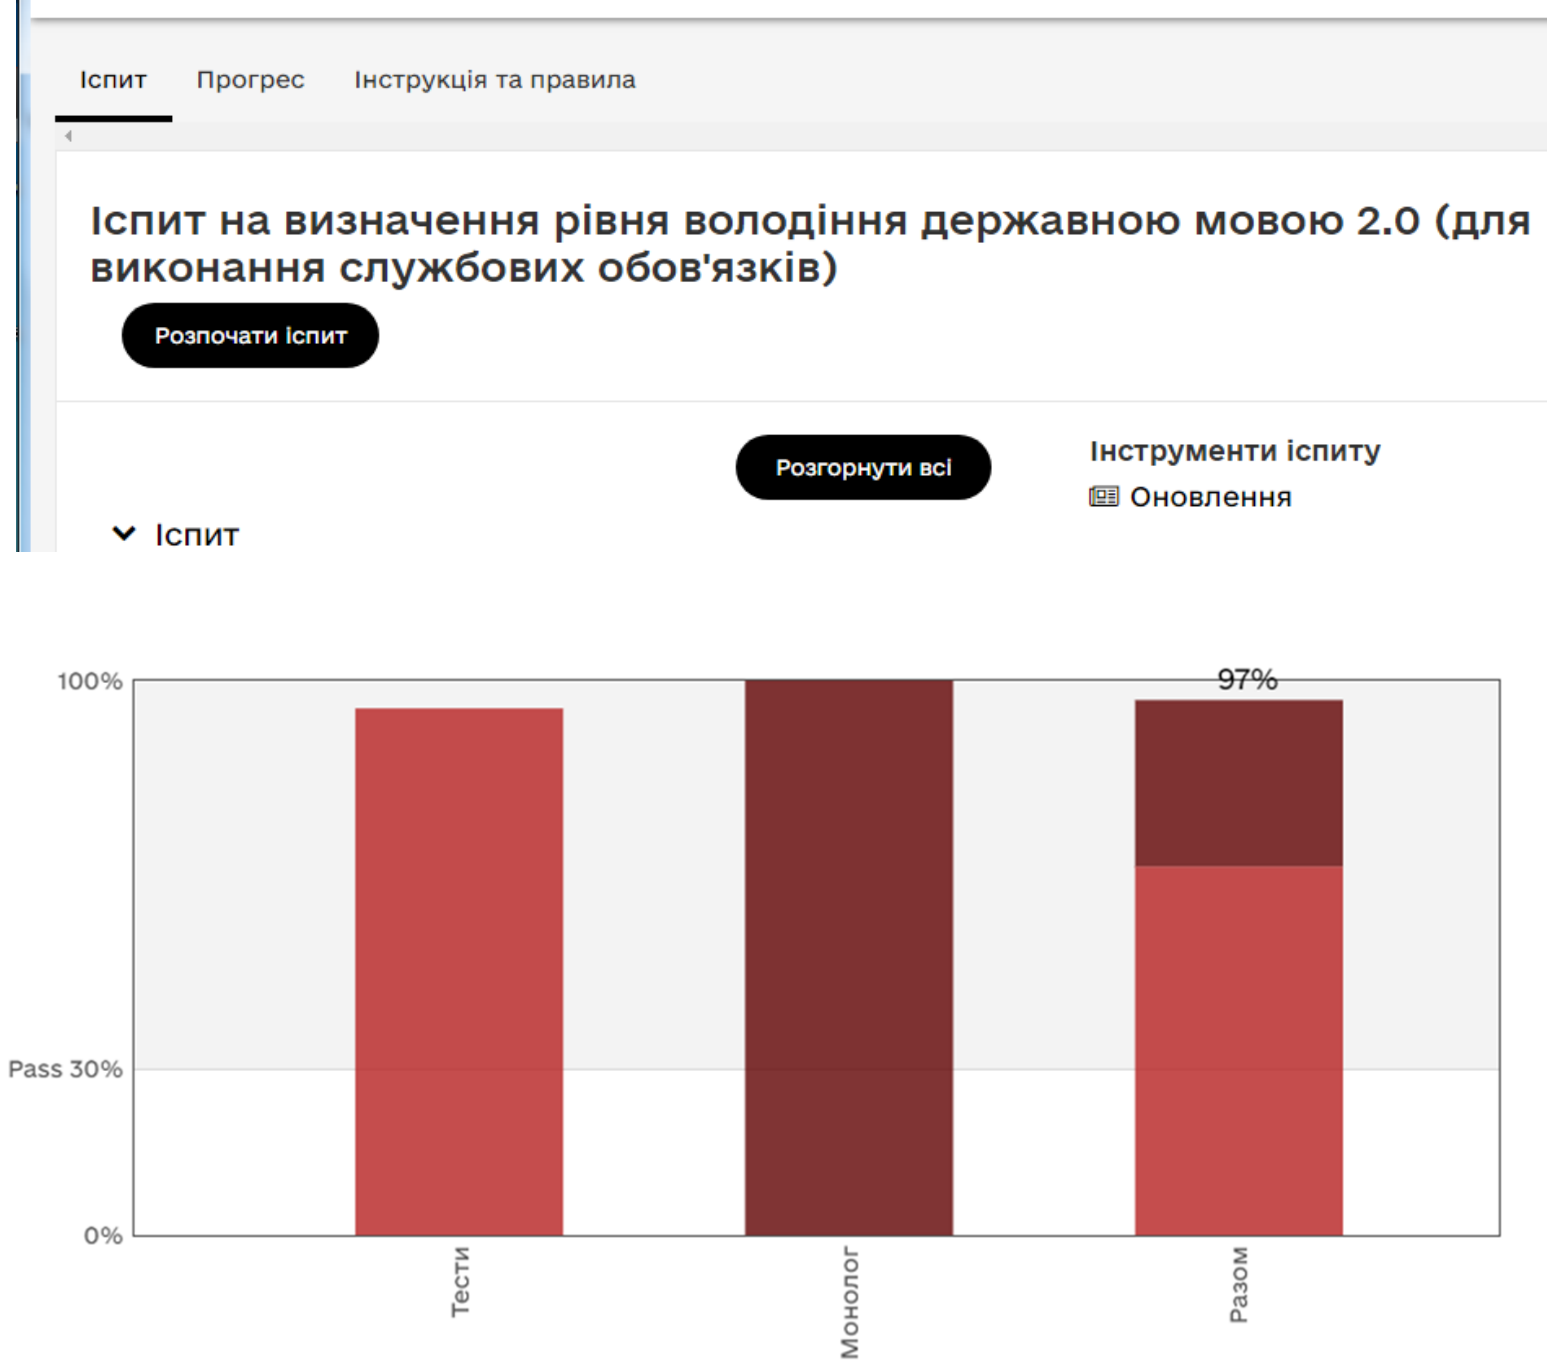 Іспит Прогрес Інструкція та правила
Іспит на визначення рівня володіння державною мовою 2.0 (для
виконання службових обов'язків)
Розпочати іспит
Розгорнути всі
Інструменти іспиту
Оновлення
Іспит
100%
97%
Pass 30%
0%
Тести
Монолог
Разом